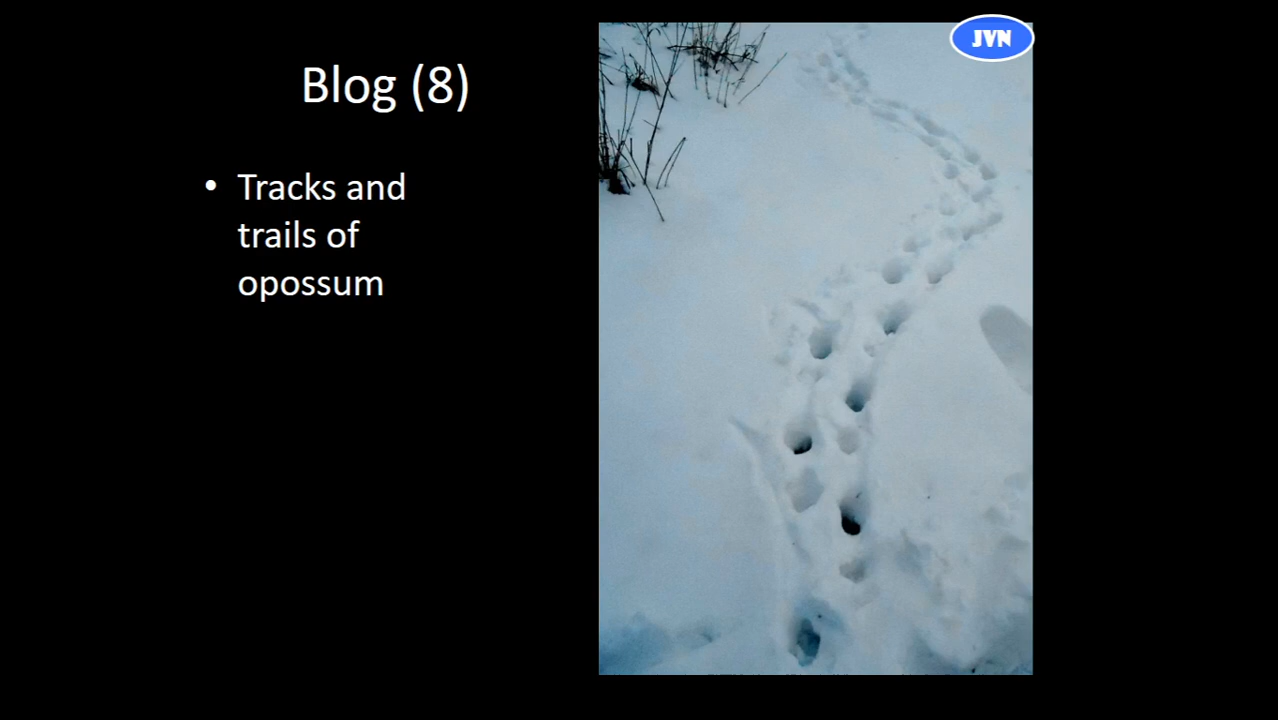 Blog (8)
• Tracks and
trails of
opossum
JVN